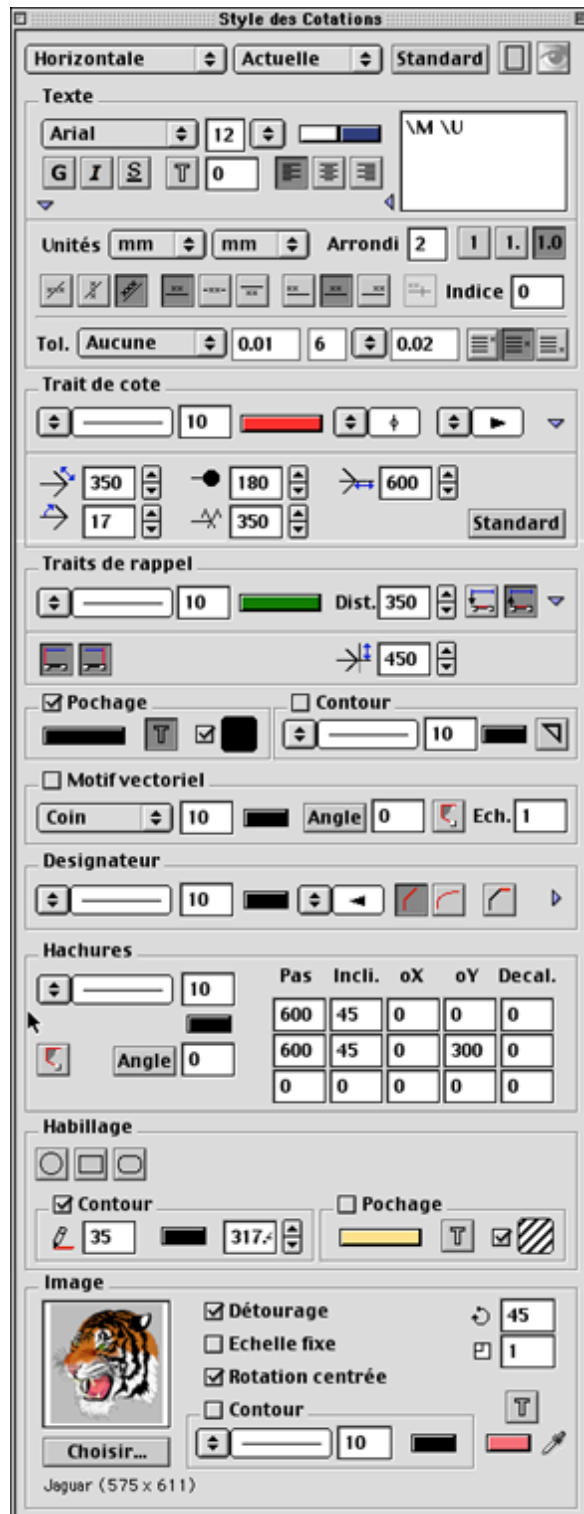 Style des Cotations
Horizontale Actuelle Standard
Texte
Arial 12 \M \U
G I S T 0
Unités mm mm Arrondi 2 1 1. 1.0
Indice 0
Tol. Aucune 0.01 6 0.02
Trait de cote
10
350 180 600
17 350 Standard
Traits de rappel
10 Dist. 350
450
Pochage Contour
T 10
Motif vectoriel
Coin 10 Angle 0 Ech. 1
Designateur
10
Hachures
10 Pas Incli. oX oY Decal.
600 45 0 0 0
Angle 0 600 45 0 300 0
0 0 0 0 0
Habillage
Contour Pochage
35 317. T
Image
Détourage 45
Echelle fixe 1
Rotation centrée
Contour T
Choisir... 10
Jaguar (575 x 611)